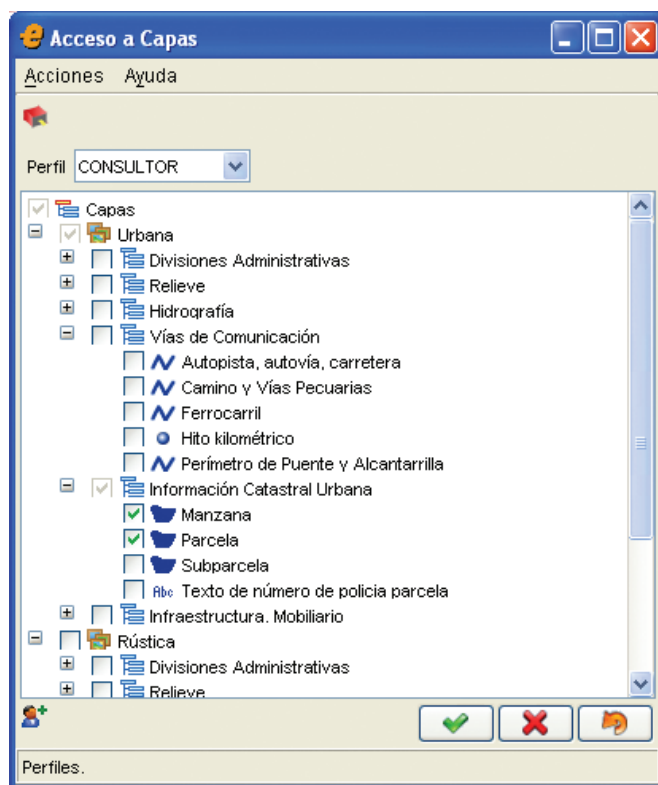 Acceso a Capas
Acciones Ayuda
Perfil CONSULTOR
Capas
Urbana
Divisiones Administrativas
Relieve
Hidrografía
Vías de Comunicación
Autopista, autovía, carretera
Camino y Vías Pecuarias
Ferrocarril
Hito kilométrico
Perímetro de Puente y Alcantarrilla
Información Catastral Urbana
Manzana
Parcela
Subparcela
Abc Texto de número de policia parcela
Infraestructura. Mobiliario
Rústica
Divisiones Administrativas
Relieve
Perfiles.